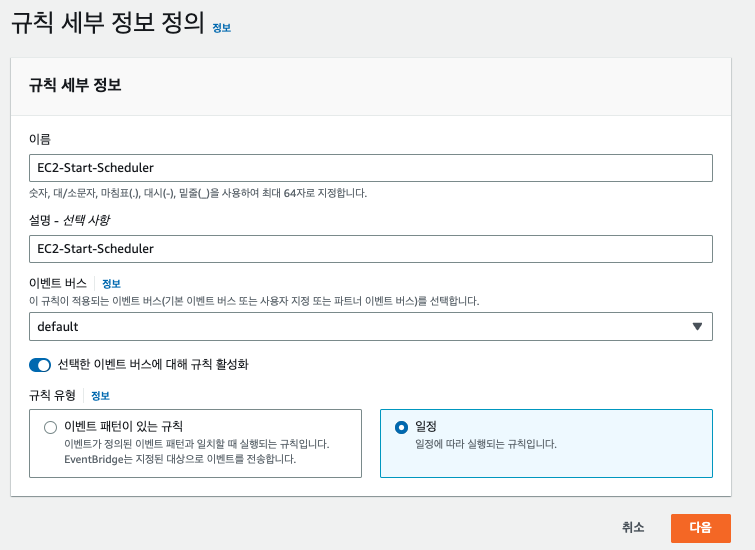 규칙 세부 정보 정의 정보
규칙 세부 정보
이름
EC2-Start-Scheduler
숫자, 대/소문자, 마침표(.), 대시(-), 밑줄(_)을 사용하여 최대 64자로 지정합니다.
설명 - 선택 사항
EC2-Start-Scheduler
이벤트 버스 정보
이 규칙이 적용되는 이벤트 버스(기본 이벤트 버스 또는 사용자 지정 또는 파트너 이벤트 버스)를 선택합니다.
default
선택한 이벤트 버스에 대해 규칙 활성화
규칙 유형 정보
이벤트 패턴이 있는 규칙
이벤트가 정의된 이벤트 패턴과 일치할 때 실행되는 규칙입니다.
EventBridge는 지정된 대상으로 이벤트를 전송합니다.
일정
일정에 따라 실행되는 규칙입니다.
취소 다음